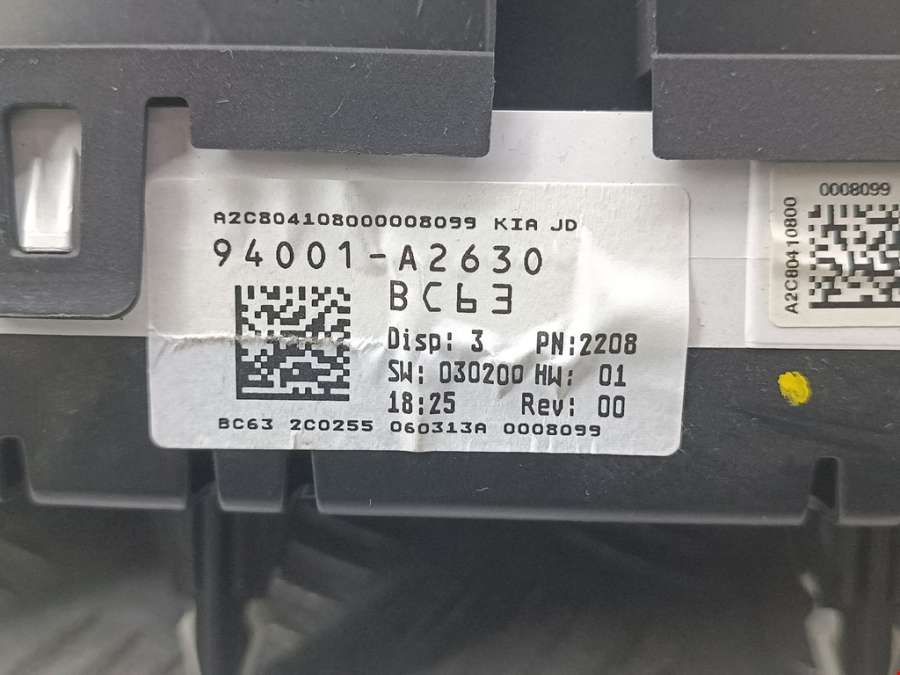 A2C804108000008099 KIA JD
94001-A2630
BC63
Disp: 3 PN:2208
SW: 030200 HW: 01
18:25 Rev: 00
BC63 2C0255 060313A 0008099
0008099
A2C80410800